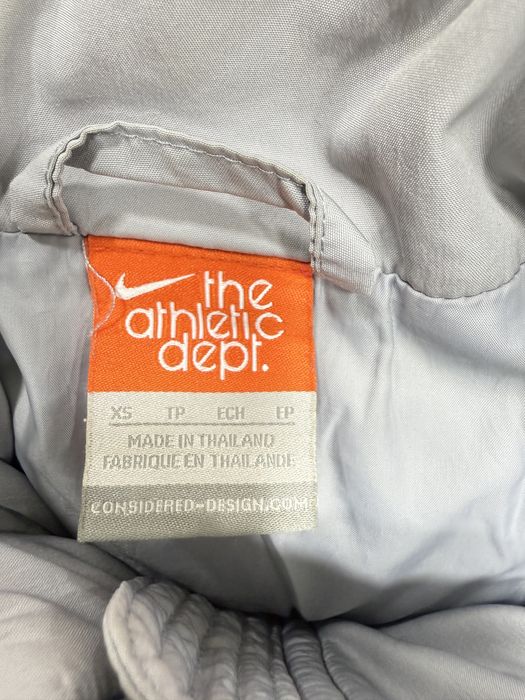 the
athletic
dept.
XS TP ECH EP
MADE IN THAILAND
FABRIQUE EN THAILANDE
CONSIDERED-DESIGN.COM